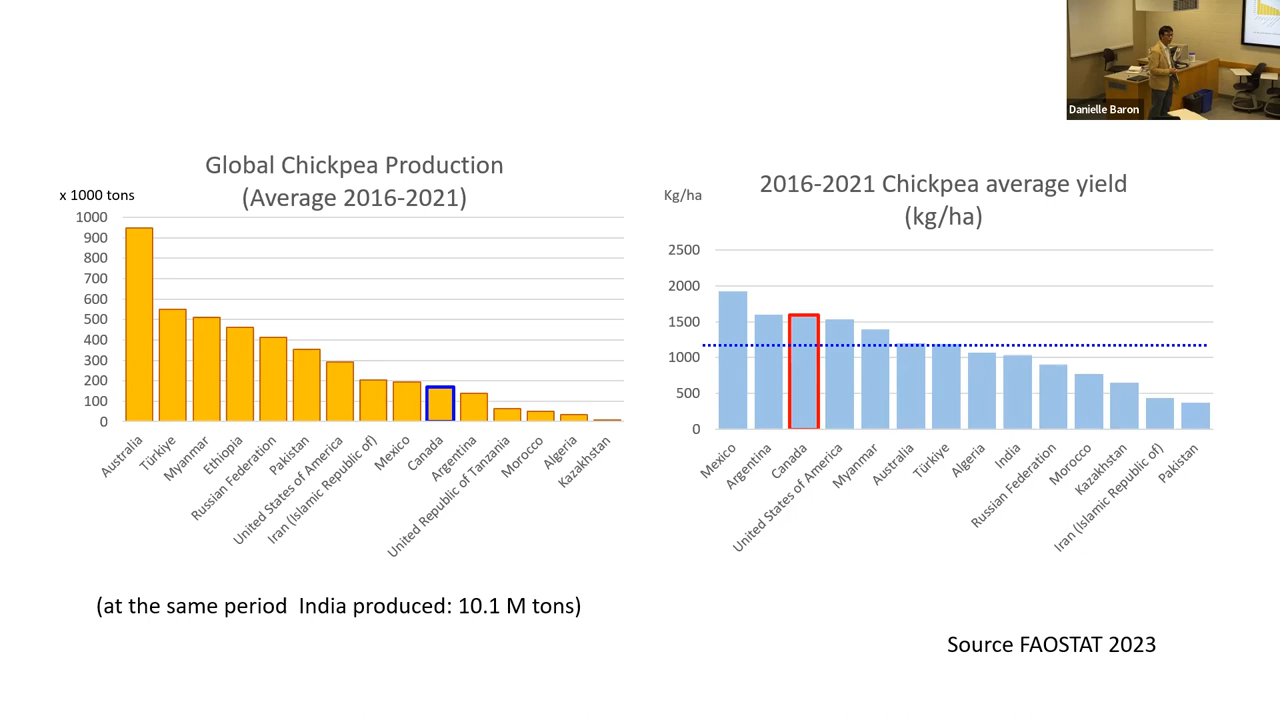 Danielle Baron
Global Chickpea Production
(Average 2016-2021)
x 1000 tons
1000
900
800
700
600
500
400
300
200
100
0
Australia
Türkiye
Myanmar
Ethiopia
Russian Federation
Pakistan
United States of America
Iran (Islamic Republic of)
Mexico
Canada
Argentina
United Republic of Tanzania
Morocco
Algeria
Kazakhstan
(at the same period India produced: 10.1 M tons)
Kg/ha
2016-2021 Chickpea average yield
(kg/ha)
2500
2000
1500
1000
500
0
Mexico
Argentina
Canada
United States of America
Myanmar
Australia
Türkiye
Algeria
India
Russian Federation
Morocco
Kazakhstan
Iran (Islamic Republic of)
Pakistan
Source FAOSTAT 2023